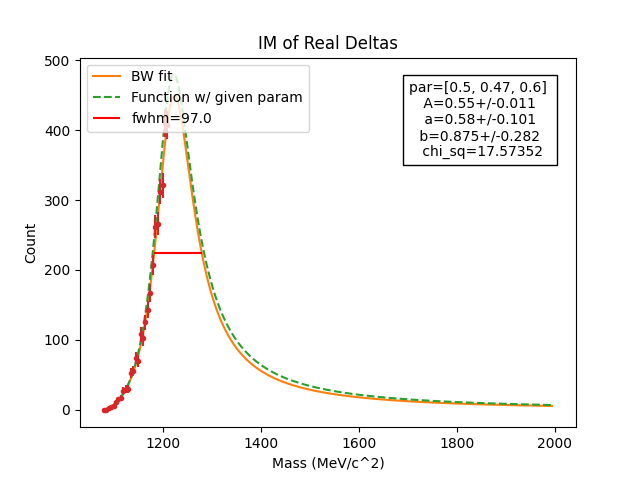 IM of Real Deltas
BW fit
Function w/ given param
fwhm=97.0
par=[0.5, 0.47, 0.6]
A=0.55+/-0.011
a=0.58+/-0.101
b=0.875+/-0.282
chi_sq=17.57352
500
400
300
200
100
0
Count
1200
1400
1600
1800
2000
Mass (MeV/c^2)